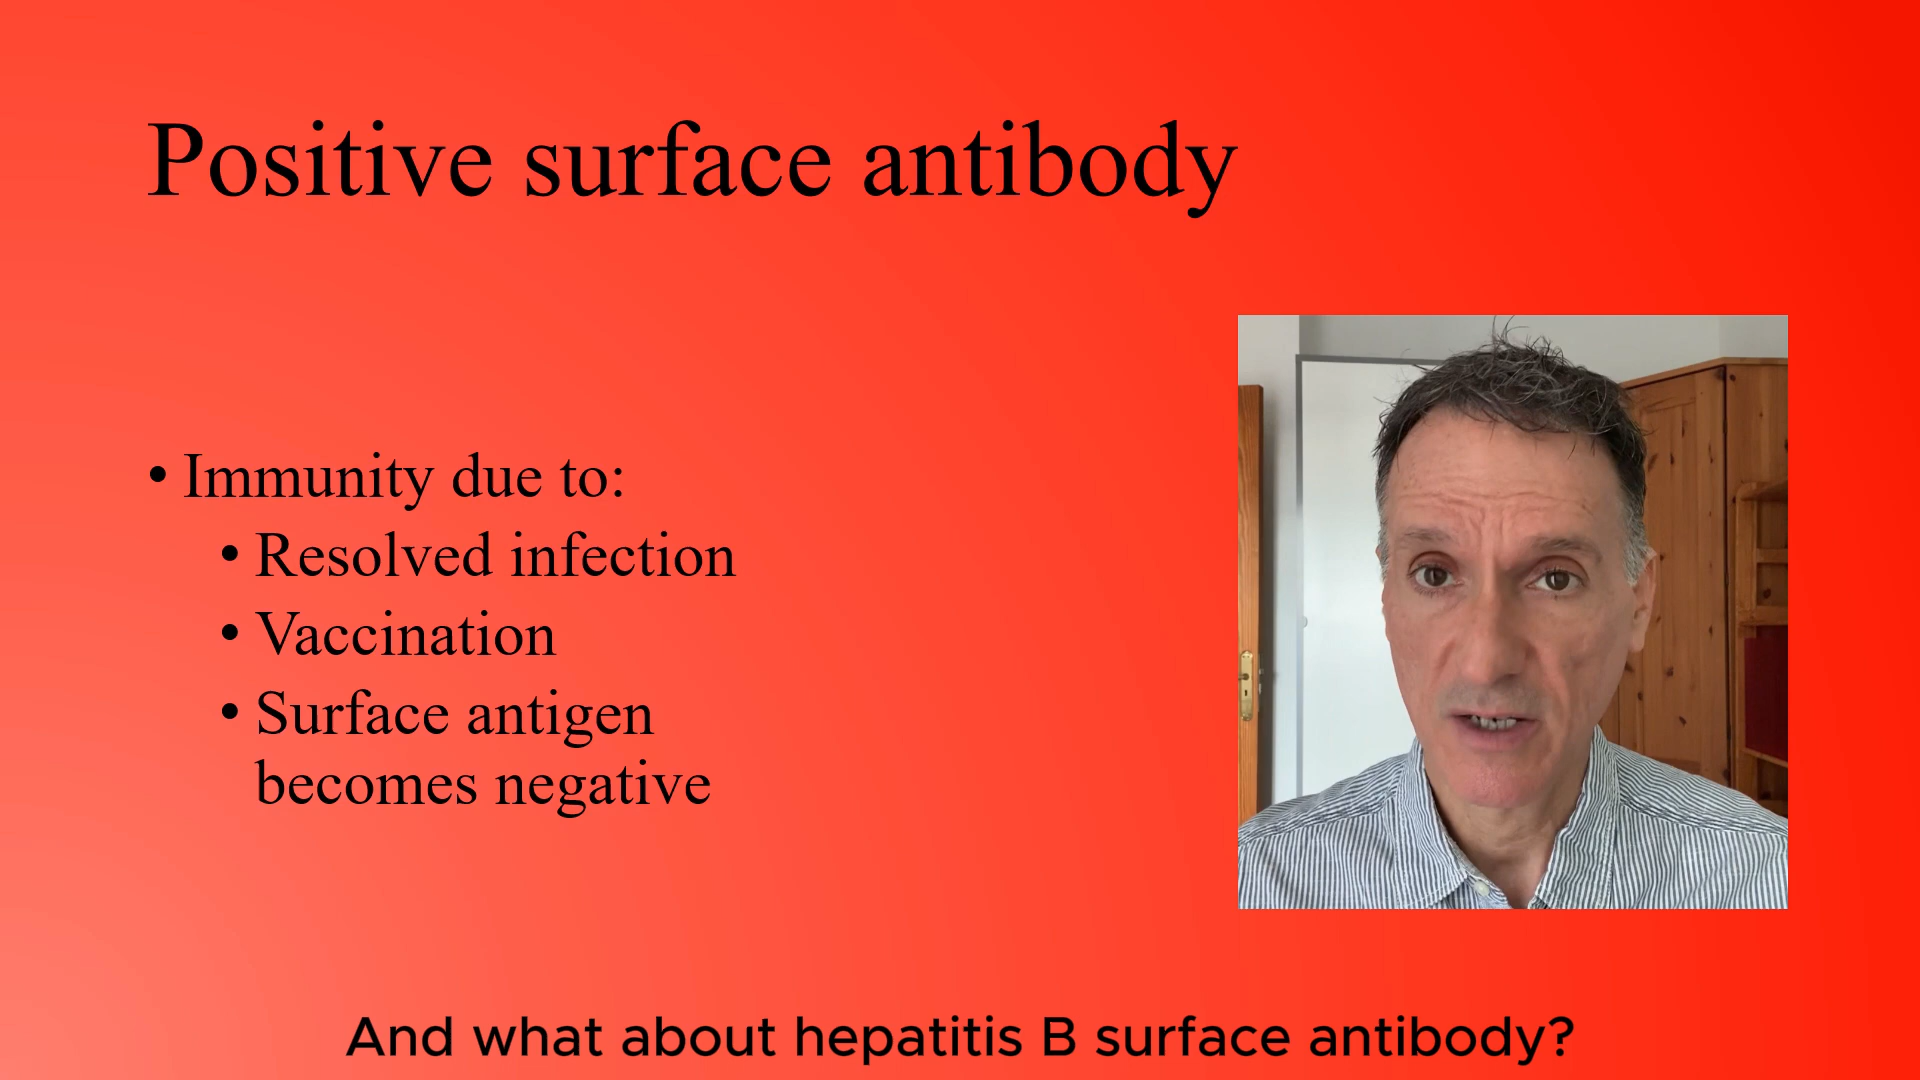 Positive surface antibody
• Immunity due to:
• Resolved infection
• Vaccination
• Surface antigen
becomes negative
And what about hepatitis B surface antibody?